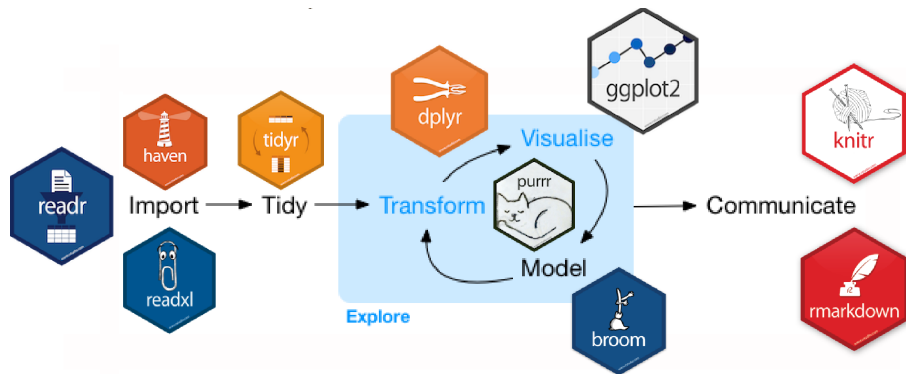 readr
haven
Import
readxl
tidyr
Tidy
dplyr
Transform
ggplot2
Visualise
purrr
Model
broom
Explore
Communicate
knitr
rmarkdown